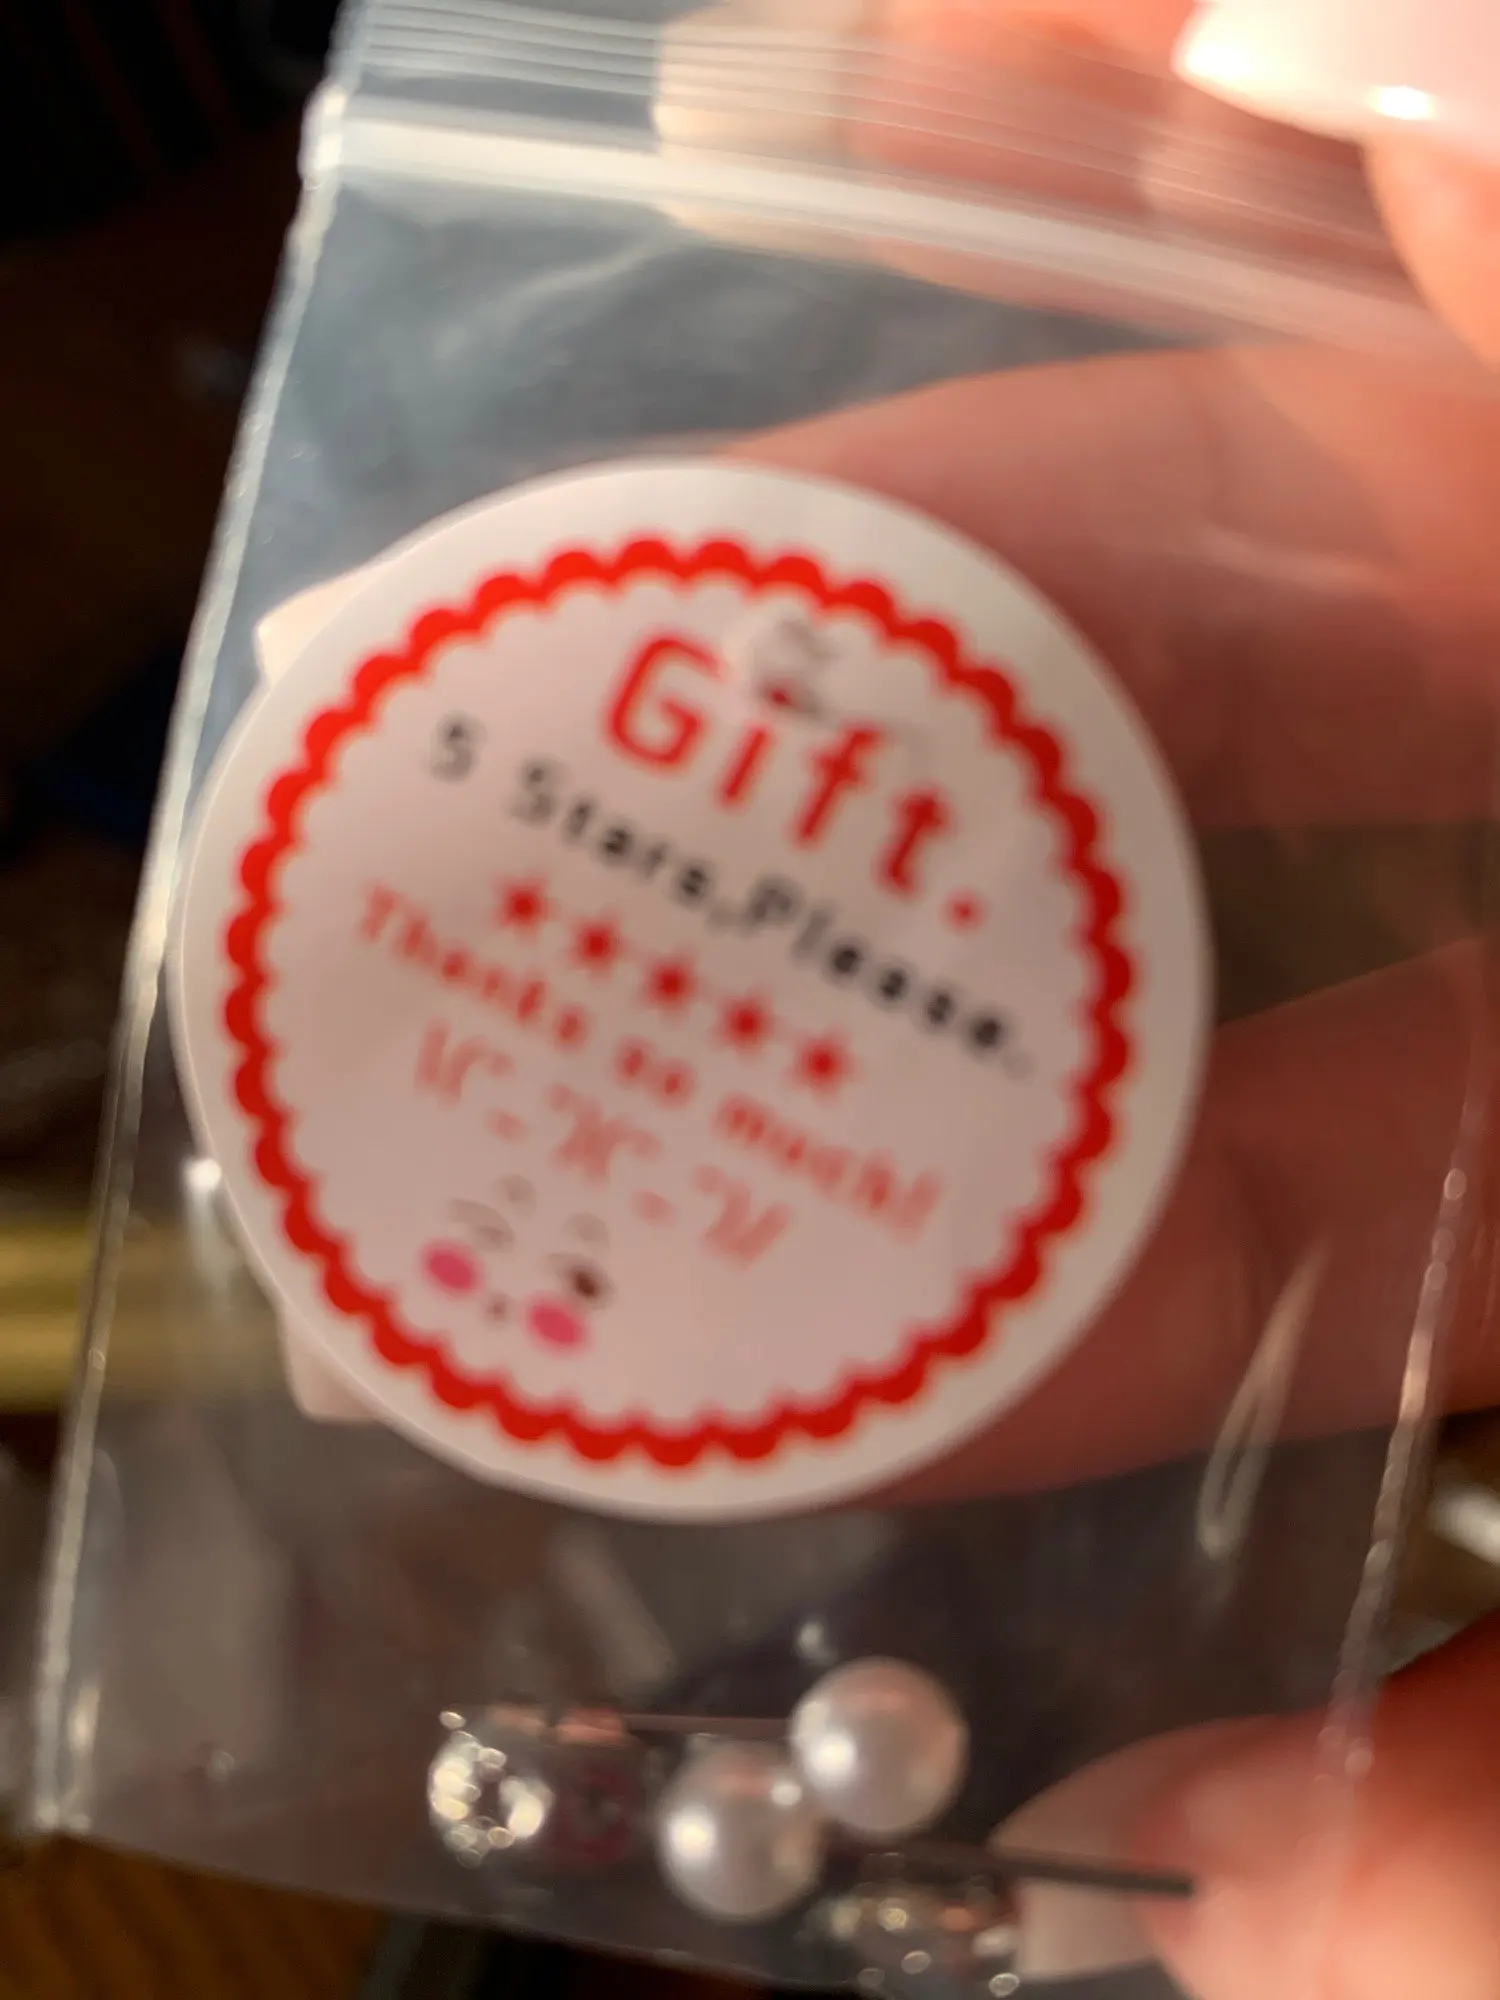 Gift.
5 Stars,Please.
★★★★★
Thanks so much!